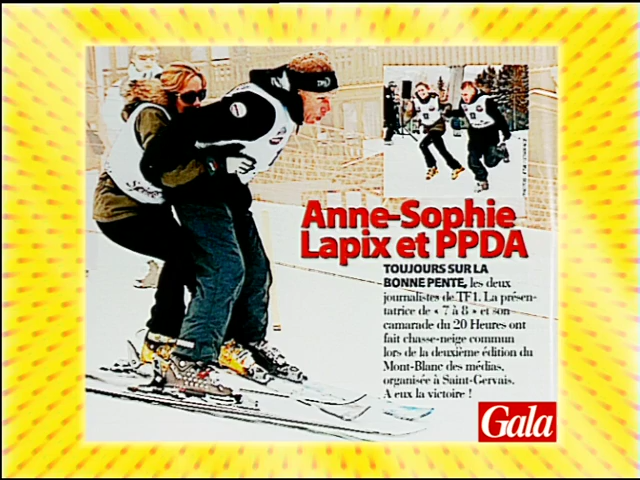 Anne-Sophie
Lapix et PPDA
TOUJOURS SUR LA
BONNE PENTE, les deux
journalistes de TF1. La présen-
tatrice de « 7 à 8 » et son
camarade du 20 Heures ont
fait chasse-neige commun
lors de la deuxième édition du
Mont-Blanc des médias,
organisée à Saint-Gervais.
A eux la victoire !
Gala